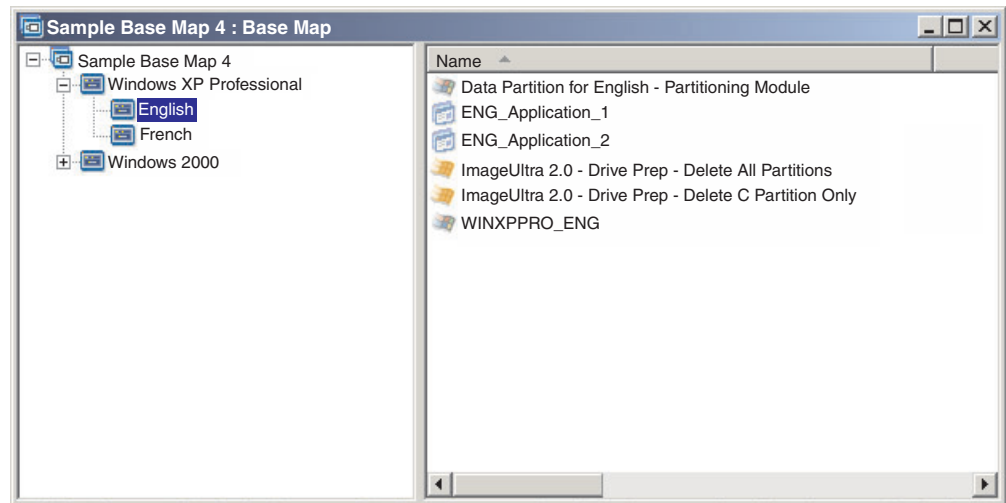 Sample Base Map 4 : Base Map
Sample Base Map 4
Windows XP Professional
English
French
Windows 2000
Name
Data Partition for English - Partitioning Module
ENG_Application_1
ENG_Application_2
ImageUltra 2.0 - Drive Prep - Delete All Partitions
ImageUltra 2.0 - Drive Prep - Delete C Partition Only
WINXPPRO_ENG